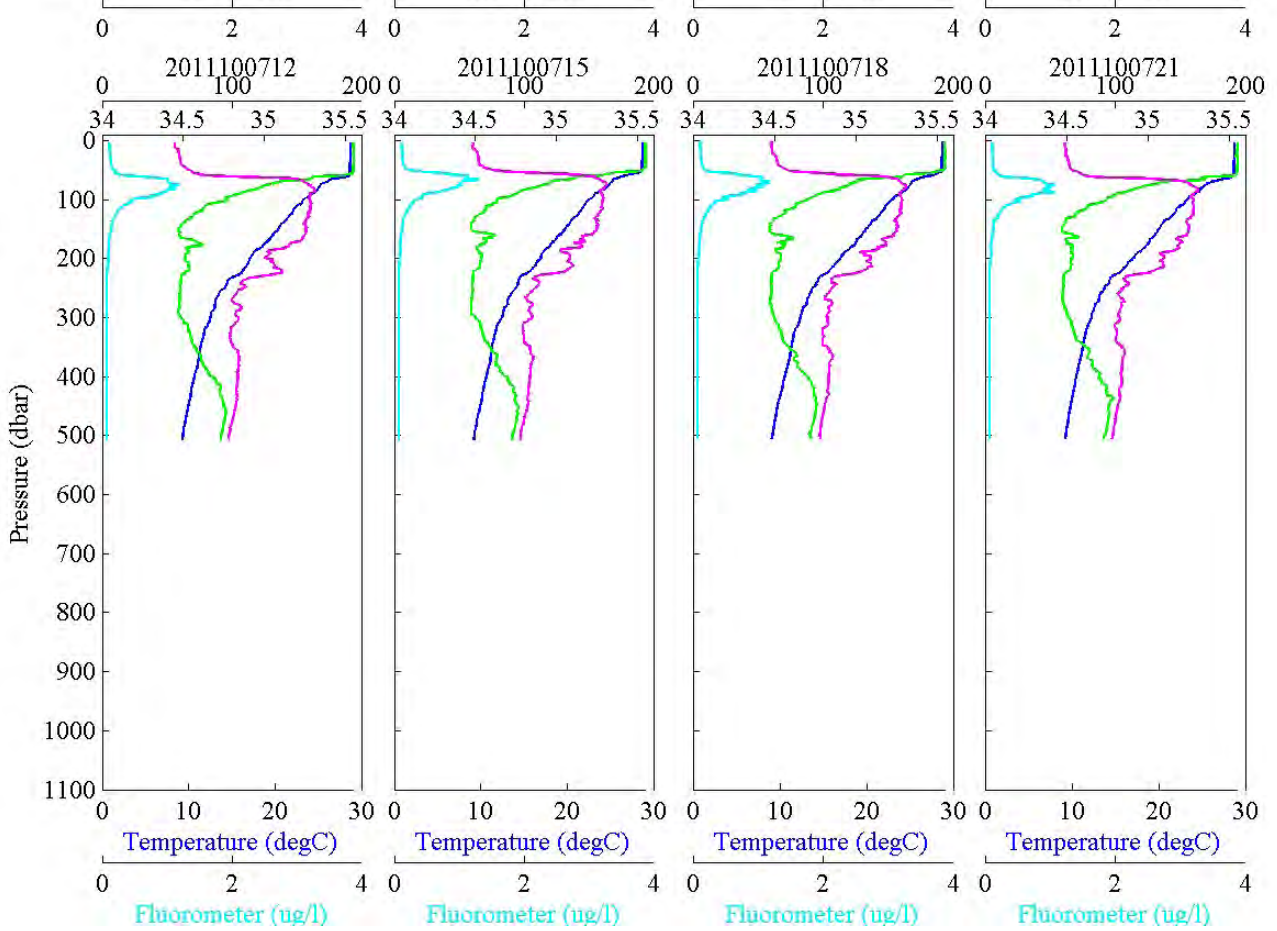 0 2 4 0 2 4 0 2 4 0 2 4
2011100712 2011100715 2011100718 2011100721
0 100 200 0 100 200 0 100 200 0 100 200
34 34.5 35 35.5 34 34.5 35 35.5 34 34.5 35 35.5 34 34.5 35 35.5
0
100
200
300
400
500
600
700
800
900
1000
1100
Pressure (dbar)
0 10 20 30 0 10 20 30 0 10 20 30 0 10 20 30
Temperature (degC) Temperature (degC) Temperature (degC) Temperature (degC)
0 2 4 0 2 4 0 2 4 0 2 4
Fluorometer (ug/l) Fluorometer (ug/l) Fluorometer (ug/l) Fluorometer (ug/l)